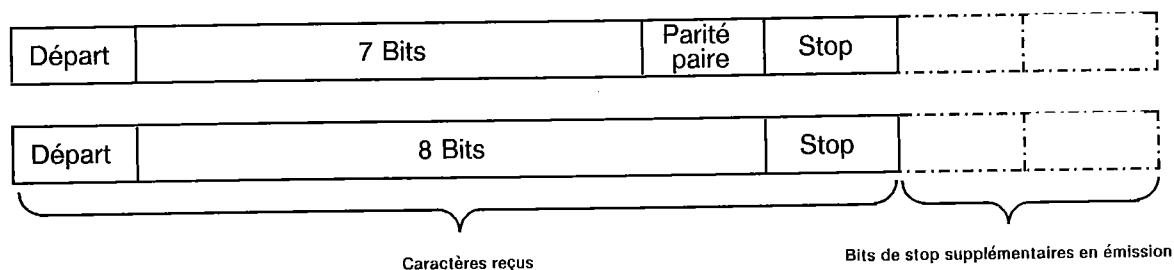 Départ 7 Bits Parité paire Stop
Départ 8 Bits Stop
Caractères reçus Bits de stop supplémentaires en émission